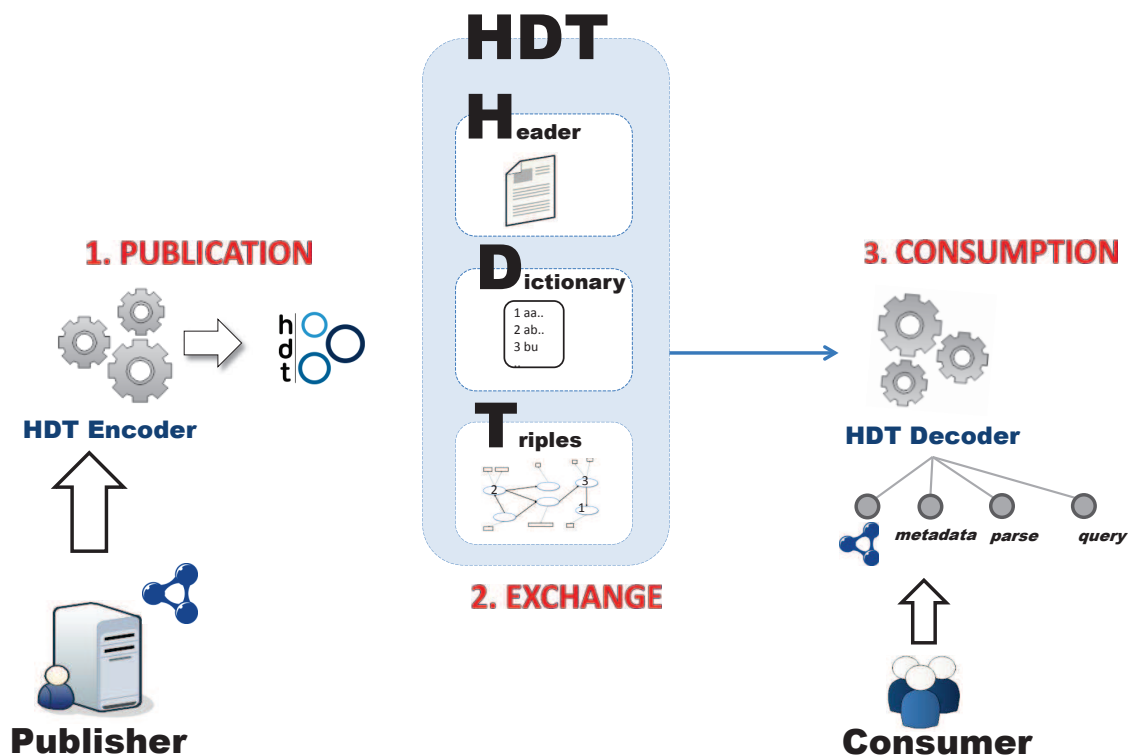 HDT
Header
1. PUBLICATION
3. CONSUMPTION
Dictionary
1 aa..
2 ab..
3 bu
..
h
d
t
HDT Encoder
HDT Decoder
Triples
2
3
1
metadata parse query
2. EXCHANGE
Publisher
Consumer